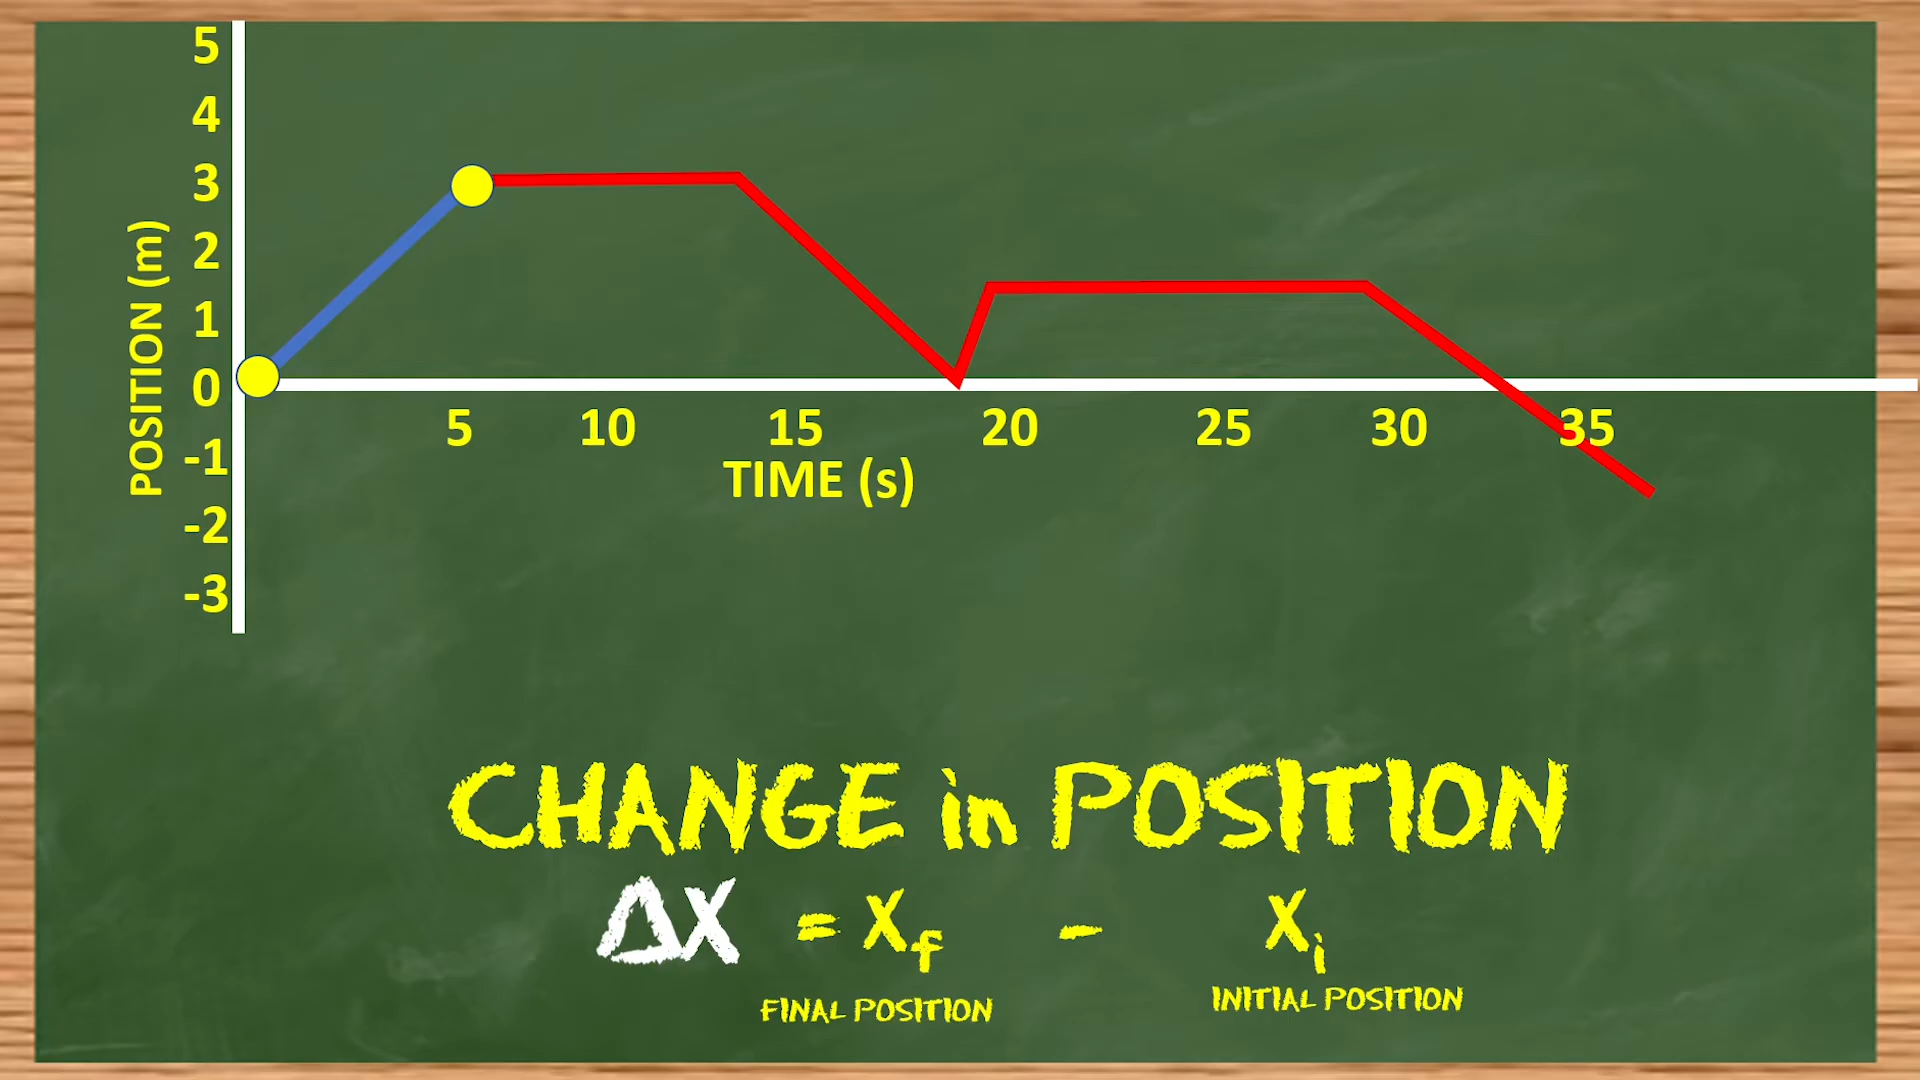 5
4
3
2
1
0
-1
-2
-3
POSITION (m)
5 10 15 20 25 30 35
TIME (s)
CHANGE in POSITION
ΔX = Xf - Xi
FINAL POSITION
INITIAL POSITION